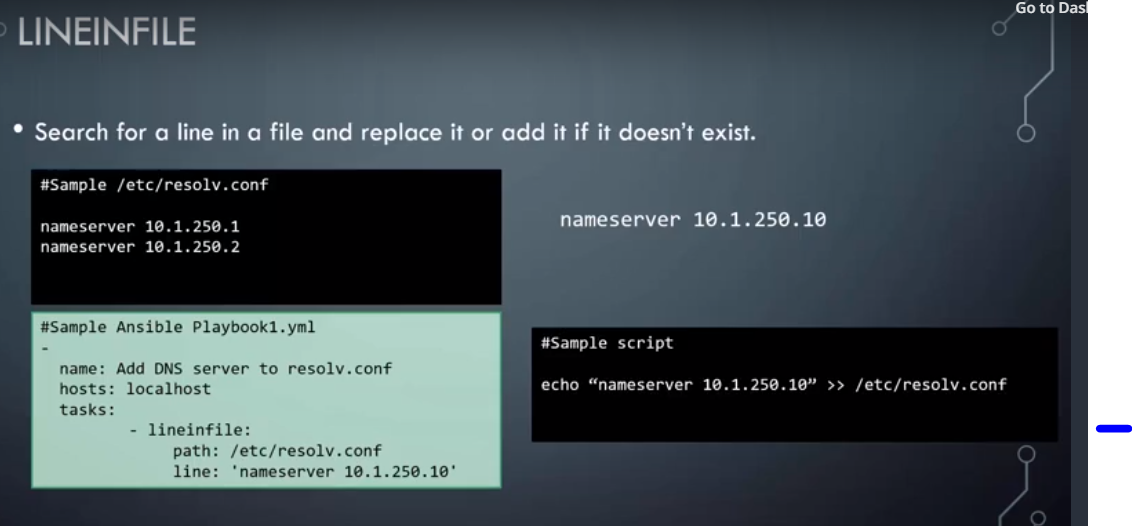 Go to Das
LINEINFILE
• Search for a line in a file and replace it or add it if it doesn't exist.
#Sample /etc/resolv.conf
nameserver 10.1.250.1
nameserver 10.1.250.2
nameserver 10.1.250.10
#Sample Ansible Playbook1.yml
-
name: Add DNS server to resolv.conf
hosts: localhost
tasks:
- lineinfile:
path: /etc/resolv.conf
line: 'nameserver 10.1.250.10'
#Sample script
echo “nameserver 10.1.250.10” >> /etc/resolv.conf